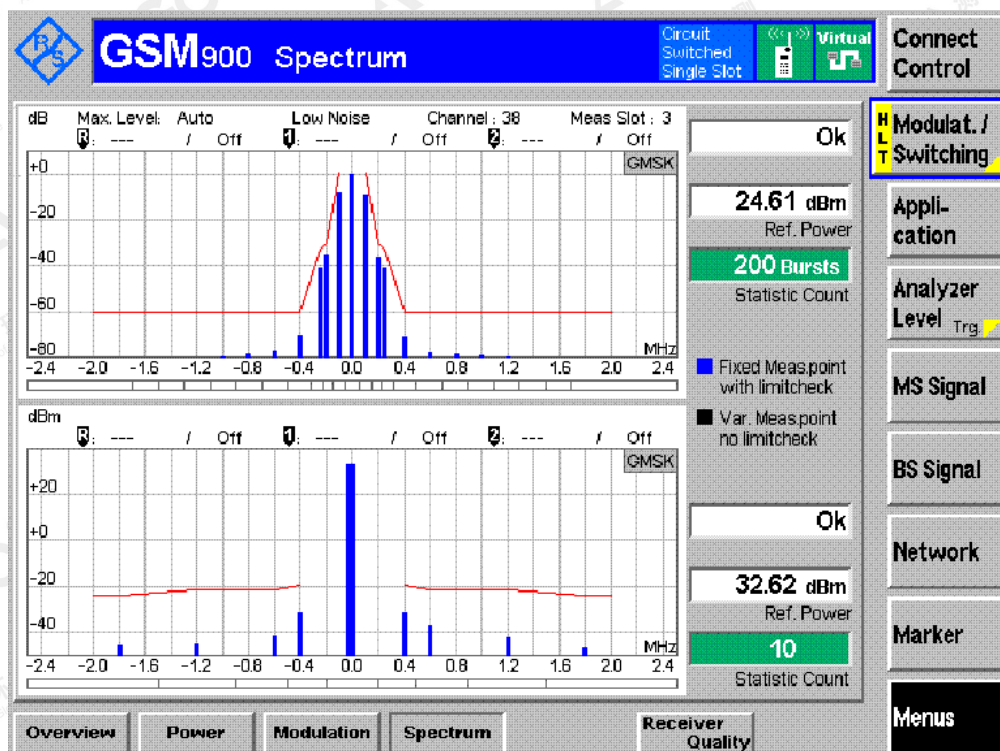 R/S
GSM900 Spectrum
Circuit
Switched
Single Slot
Virtual
Connect
Control
dB Max. Level: Auto Low Noise Channel : 38 Meas Slot : 3
R: --- / Off 1: --- / Off 2: --- / Off
GMSK
+0
-20
-40
-60
-80
MHz
-2.4 -2.0 -1.6 -1.2 -0.8 -0.4 0.0 0.4 0.8 1.2 1.6 2.0 2.4
Ok
24.61 dBm
Ref. Power
200 Bursts
Statistic Count
Fixed Meas.point
with limitcheck
Var. Meas.point
no limitcheck
dBm
R: --- / Off 1: --- / Off 2: --- / Off
GMSK
+20
+0
-20
-40
MHz
-2.4 -2.0 -1.6 -1.2 -0.8 -0.4 0.0 0.4 0.8 1.2 1.6 2.0 2.4
Ok
32.62 dBm
Ref. Power
10
Statistic Count
H
L
T
Modulat. /
Switching
Appli-
cation
Analyzer
Level Trg.
MS Signal
BS Signal
Network
Marker
Menus
Overview
Power
Modulation
Spectrum
Receiver
Quality